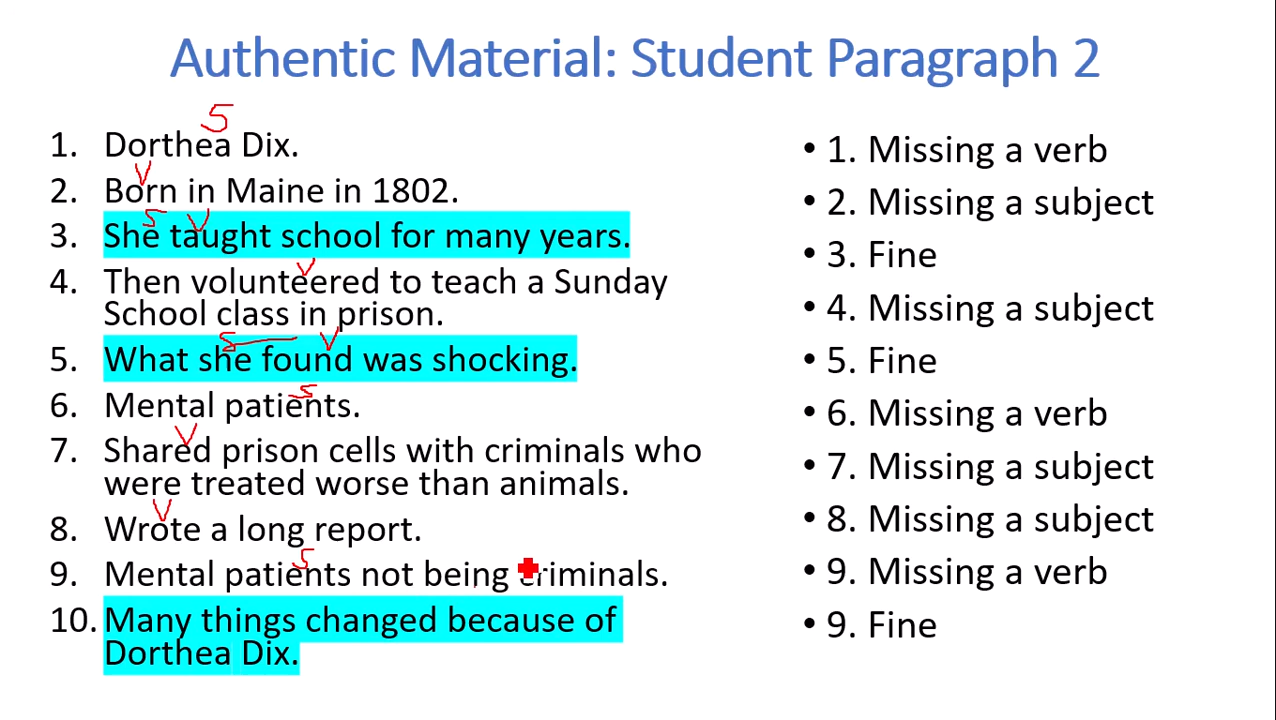 Authentic Material: Student Paragraph 2
5
1. Dorthea Dix.
V
2. Born in Maine in 1802.
S V
3. She taught school for many years.
V
4. Then volunteered to teach a Sunday
School class in prison.
S V
5. What she found was shocking.
S
6. Mental patients.
V
7. Shared prison cells with criminals who
were treated worse than animals.
V
8. Wrote a long report.
S
9. Mental patients not being criminals.
10. Many things changed because of
Dorthea Dix.
• 1. Missing a verb
• 2. Missing a subject
• 3. Fine
• 4. Missing a subject
• 5. Fine
• 6. Missing a verb
• 7. Missing a subject
• 8. Missing a subject
• 9. Missing a verb
• 9. Fine